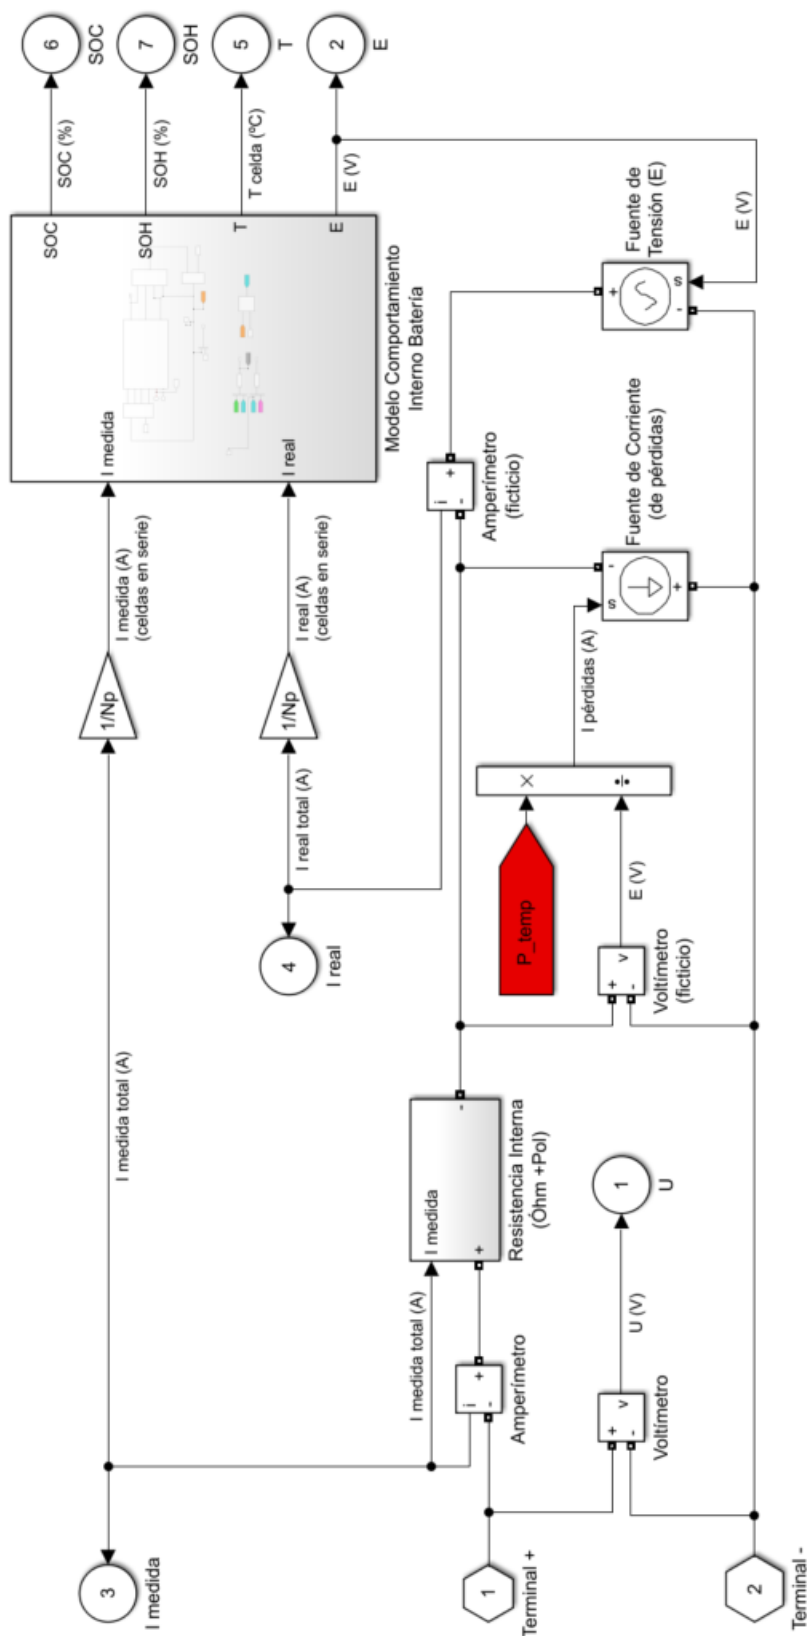 3
I medida
I medida total (A)
1/Np
I medida (A)
(celdas en serie)
I medida
I real
SOC
SOH
T
E
Modelo Comportamiento
Interno Batería
SOC (%)
SOH (%)
T celda (ºC)
E (V)
6
SOC
7
SOH
5
T
2
E
4
I real
I real total (A)
1/Np
I real (A)
(celdas en serie)
1
Terminal +
i
+
-
Amperímetro
I medida total (A)
I medida
+
-
Resistencia Interna
(Óhm +Pol)
i
+
-
Amperímetro
(ficticio)
P_temp
×
÷
I pérdidas (A)
+
-
v
Voltímetro
U (V)
1
U
+
-
v
Voltímetro
(ficticio)
E (V)
s
-
+
Fuente de Corriente
(de pérdidas)
+
-
s
Fuente de
Tensión (E)
E (V)
2
Terminal -